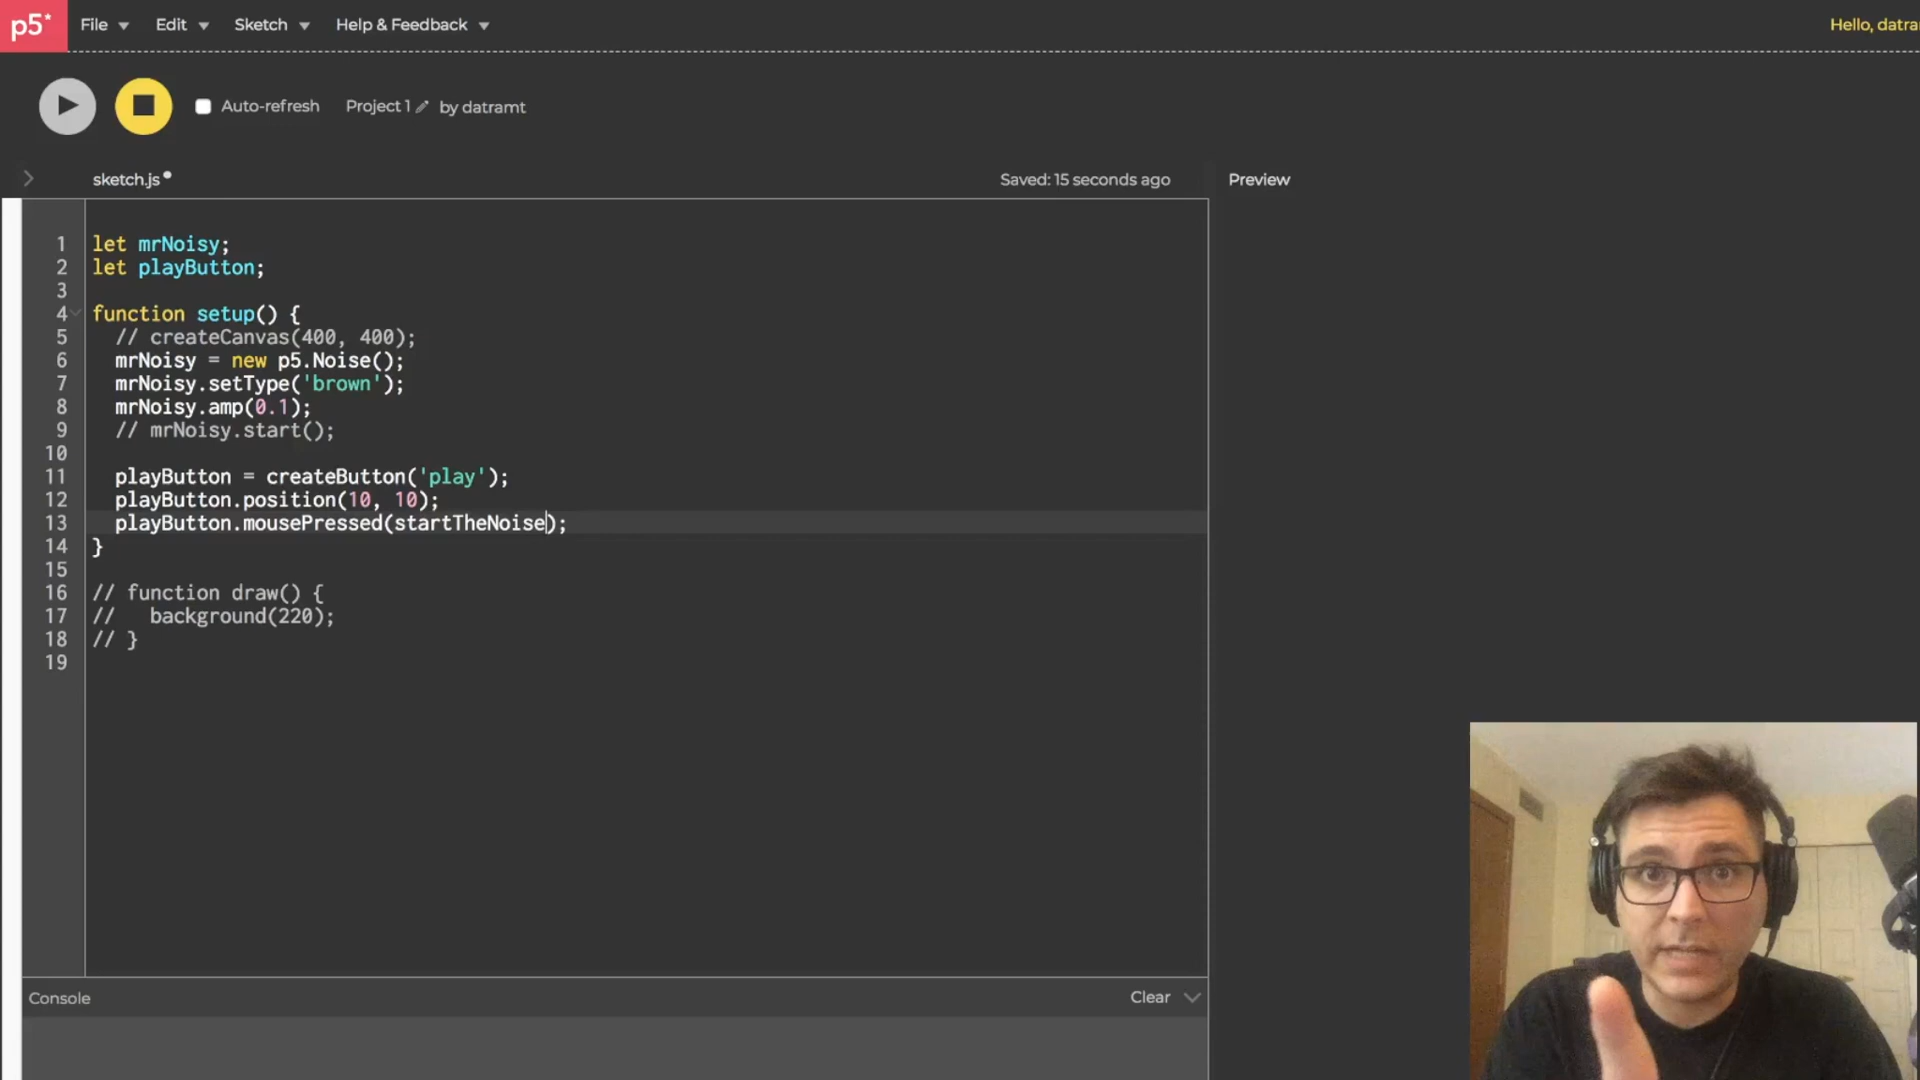 p5* File Edit Sketch Help & Feedback Hello, datra
Auto-refresh Project 1 by datramt
sketch.js Saved: 15 seconds ago Preview
1 let mrNoisy;
2 let playButton;
3
4 function setup() {
5 // createCanvas(400, 400);
6 mrNoisy = new p5.Noise();
7 mrNoisy.setType('brown');
8 mrNoisy.amp(0.1);
9 // mrNoisy.start();
10
11 playButton = createButton('play');
12 playButton.position(10, 10);
13 playButton.mousePressed(startTheNoise);
14 }
15
16 // function draw() {
17 //   background(220);
18 // }
19
Console Clear